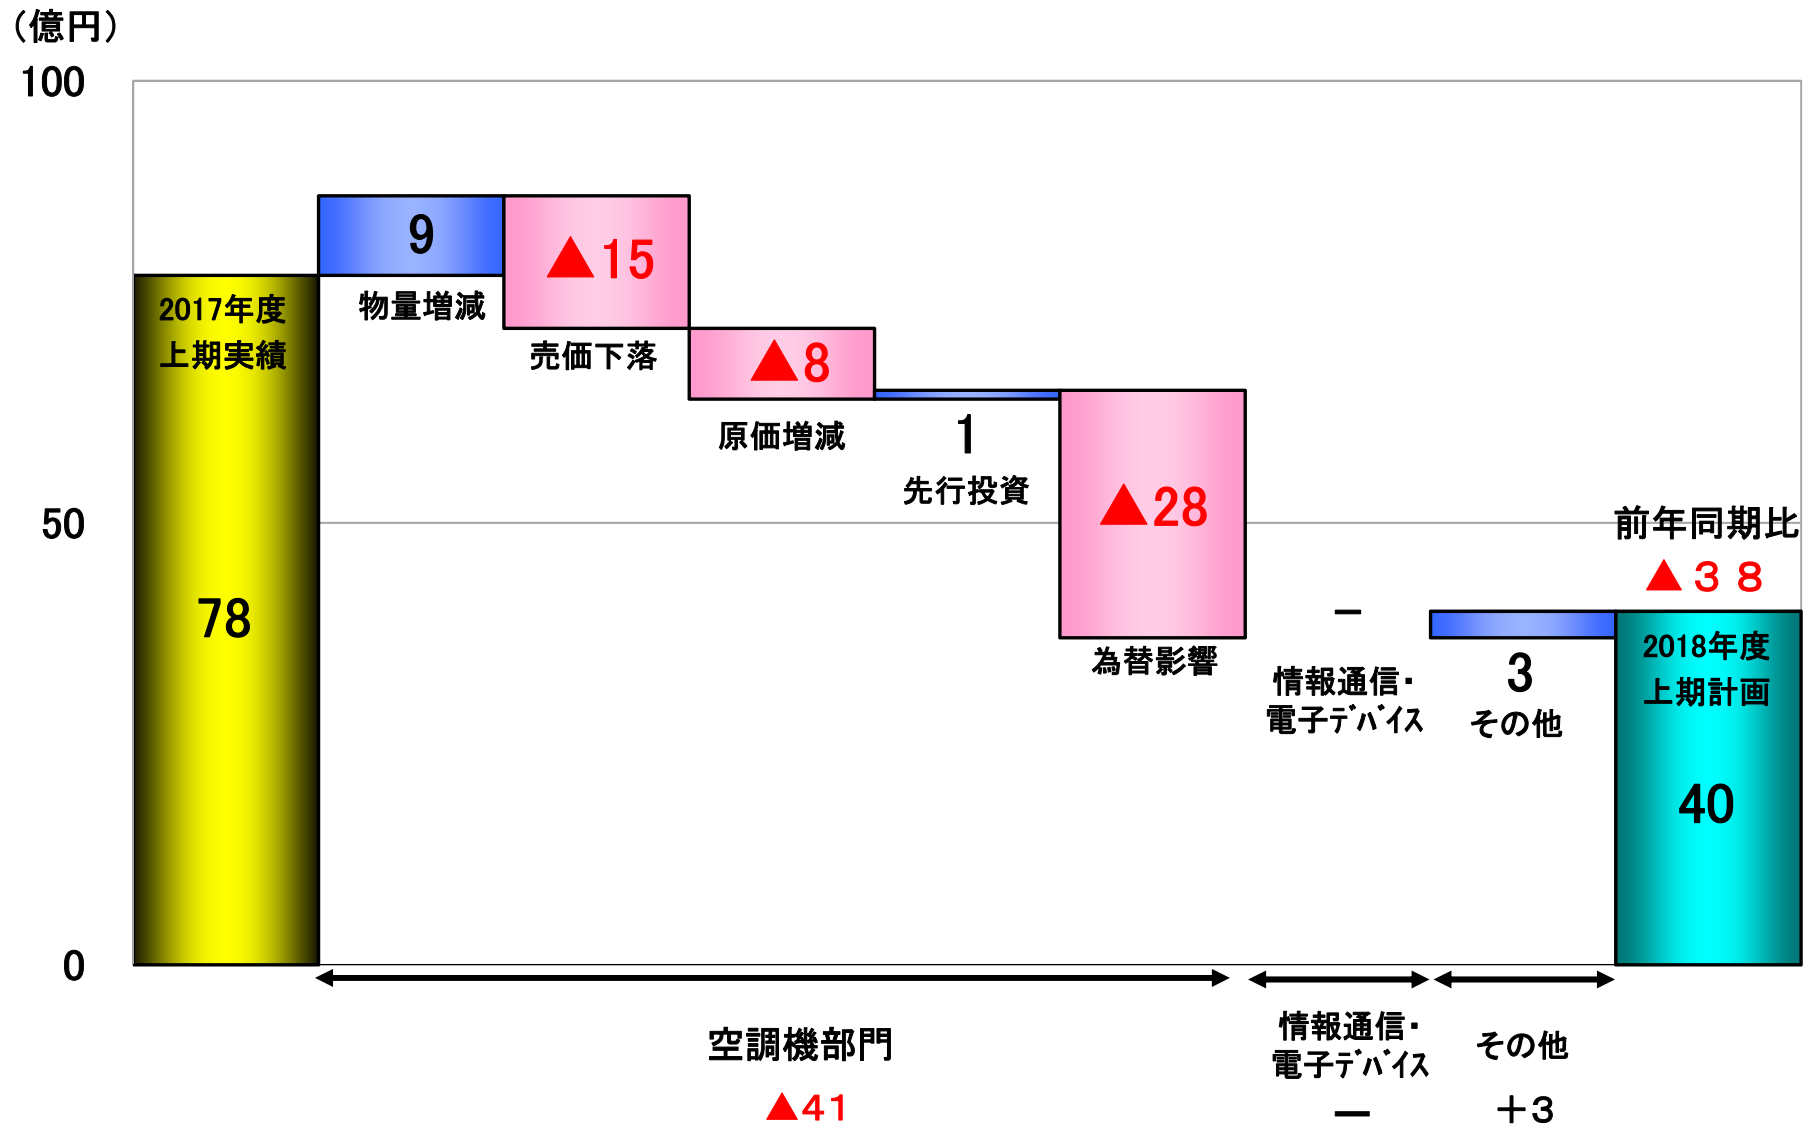 （億円）
100
50
0
2017年度
上期実績
78
9
物量増減
▲15
売価下落
▲8
原価増減
1
先行投資
▲28
為替影響
－
情報通信・
電子ﾃﾞﾊﾞｲｽ
3
その他
前年同期比
▲３８
2018年度
上期計画
40
空調機部門
▲41
情報通信・
電子ﾃﾞﾊﾞｲｽ
－
その他
＋3